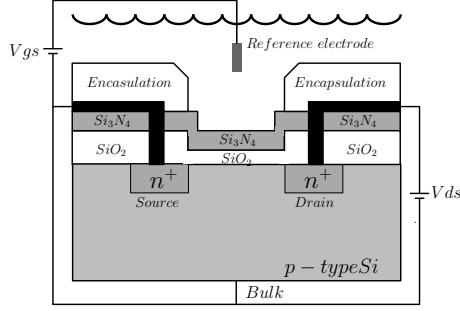 Reference electrode
Vgs
Encasulation
Encapsulation
Si₃N₄
Si₃N₄
Si₃N₄
SiO₂
SiO₂
SiO₂
n⁺
n⁺
Source
Drain
Vds
p − typeSi
Bulk